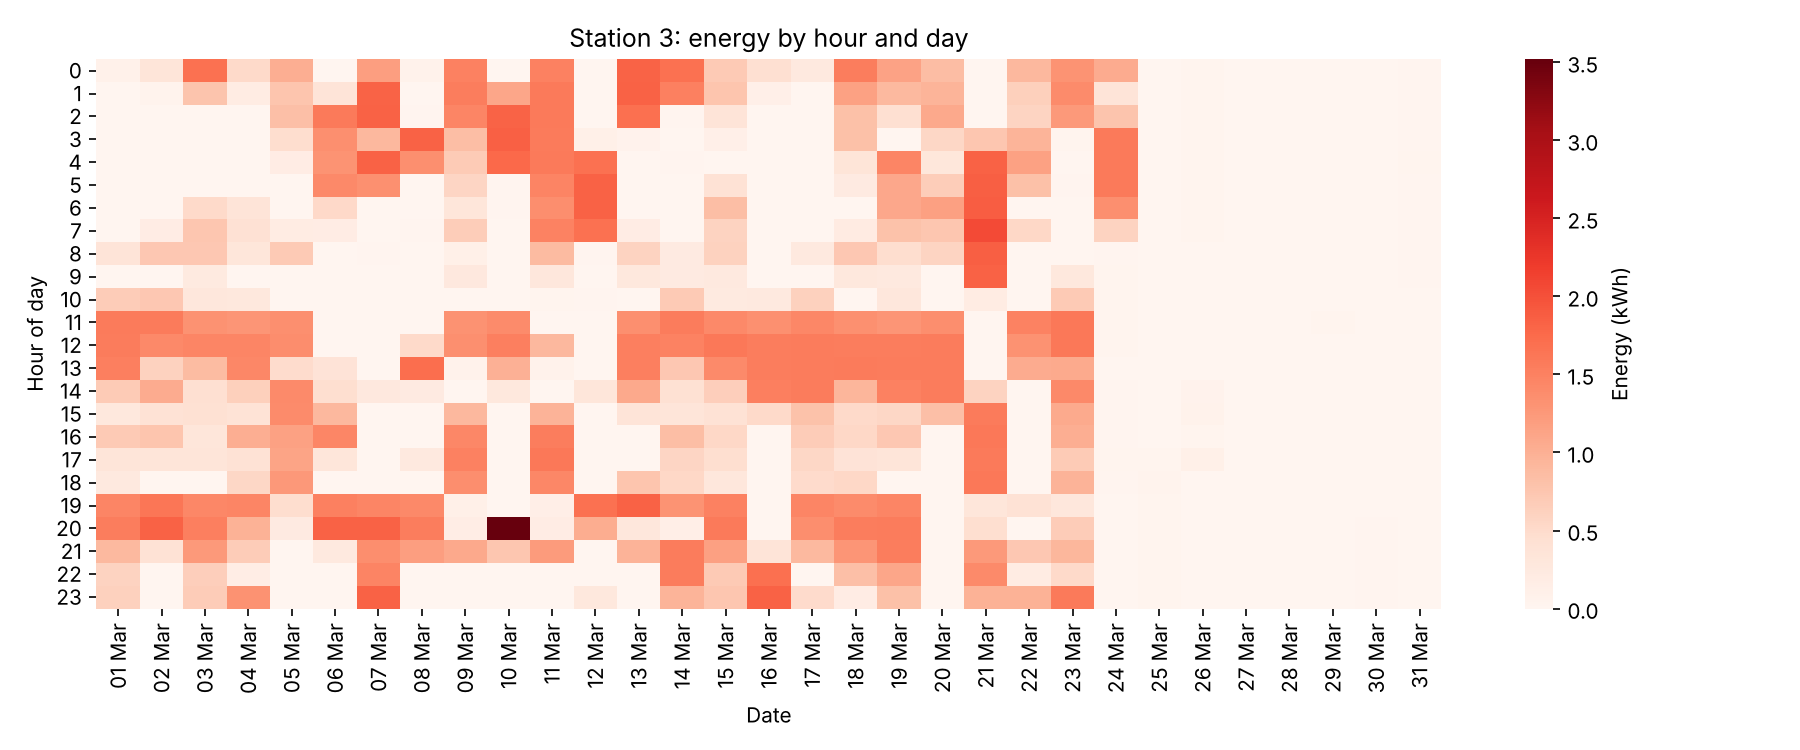 Station 3: energy by hour and day
Hour of day
0
1
2
3
4
5
6
7
8
9
10
11
12
13
14
15
16
17
18
19
20
21
22
23
01 Mar
02 Mar
03 Mar
04 Mar
05 Mar
06 Mar
07 Mar
08 Mar
09 Mar
10 Mar
11 Mar
12 Mar
13 Mar
14 Mar
15 Mar
16 Mar
17 Mar
18 Mar
19 Mar
20 Mar
21 Mar
22 Mar
23 Mar
24 Mar
25 Mar
26 Mar
27 Mar
28 Mar
29 Mar
30 Mar
31 Mar
Date
3.5
3.0
2.5
2.0
1.5
1.0
0.5
0.0
Energy (kWh)